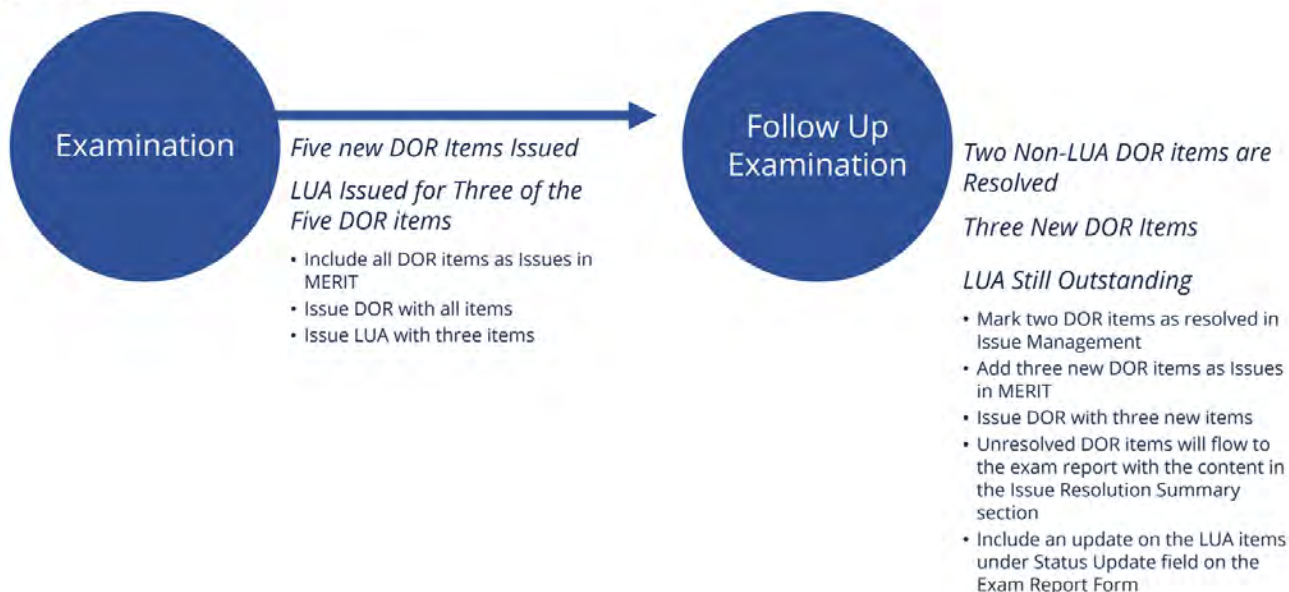 Examination
Five new DOR Items Issued
LUA Issued for Three of the
Five DOR items
• Include all DOR items as Issues in
MERIT
• Issue DOR with all items
• Issue LUA with three items
Follow Up
Examination
Two Non-LUA DOR items are
Resolved
Three New DOR Items
LUA Still Outstanding
• Mark two DOR items as resolved in
Issue Management
• Add three new DOR items as Issues
in MERIT
• Issue DOR with three new items
• Unresolved DOR items will flow to
the exam report with the content in
the Issue Resolution Summary
section
• Include an update on the LUA items
under Status Update field on the
Exam Report Form